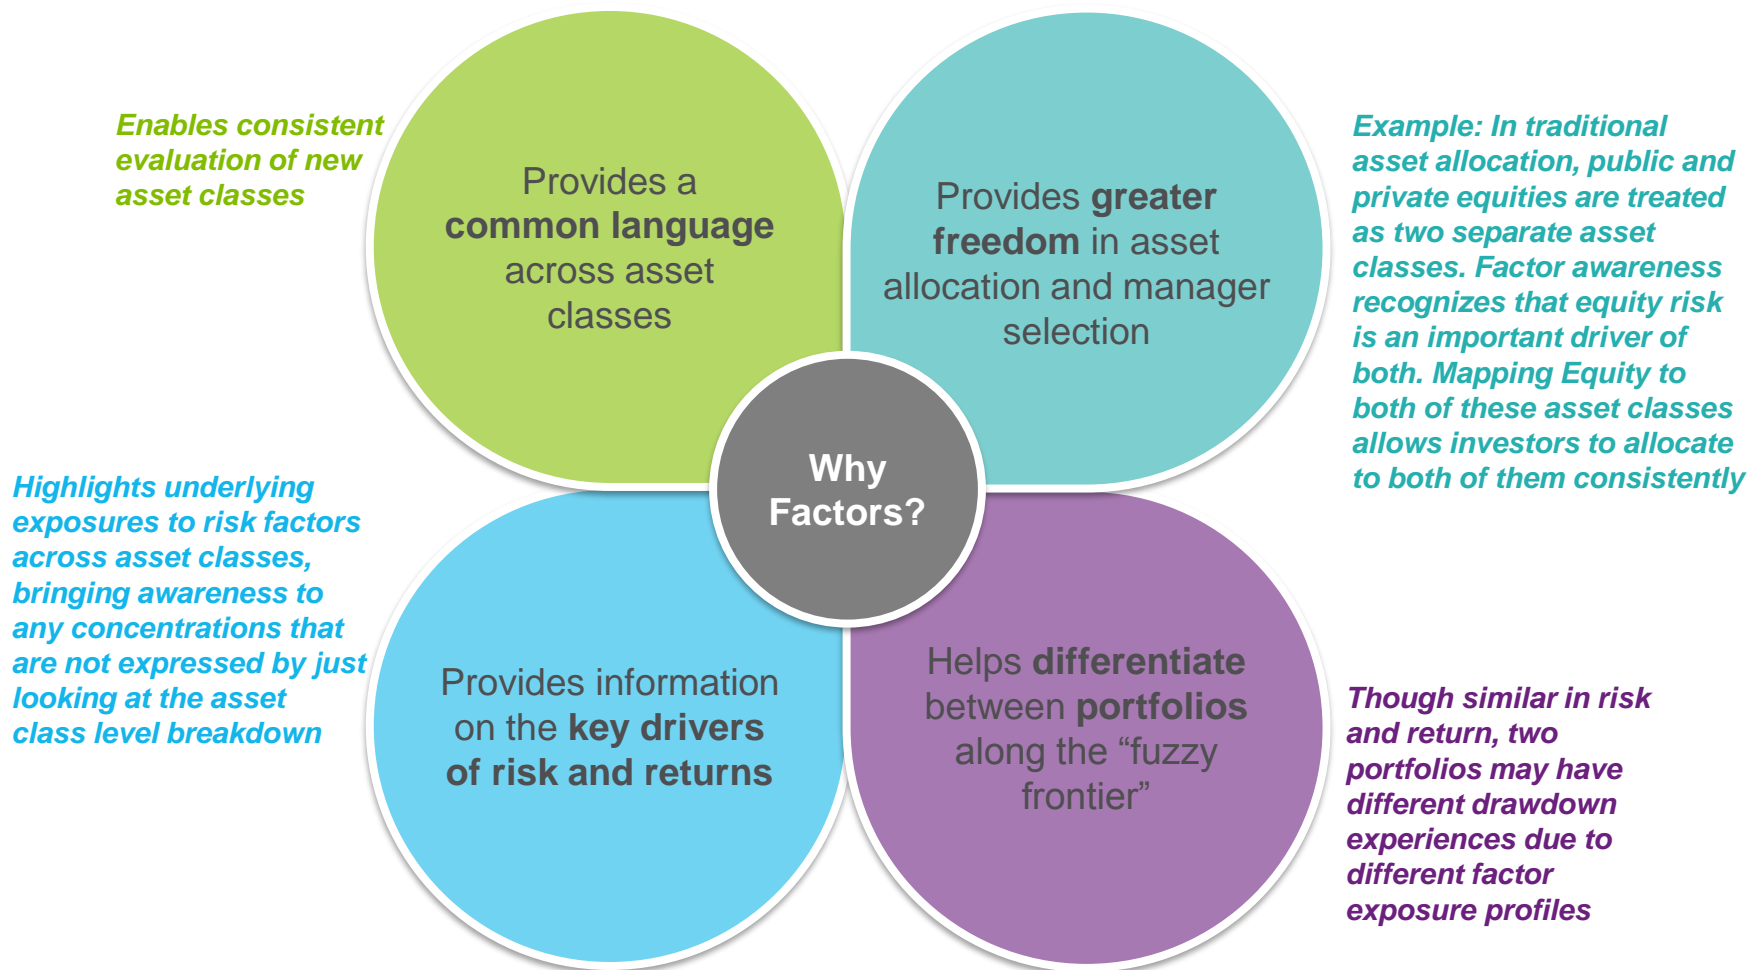 Enables consistent
evaluation of new
asset classes
Provides a
common language
across asset
classes
Provides greater
freedom in asset
allocation and manager
selection
Example: In traditional
asset allocation, public and
private equities are treated
as two separate asset
classes. Factor awareness
recognizes that equity risk
is an important driver of
both. Mapping Equity to
both of these asset classes
allows investors to allocate
to both of them consistently
Why
Factors?
Highlights underlying
exposures to risk factors
across asset classes,
bringing awareness to
any concentrations that
are not expressed by just
looking at the asset
class level breakdown
Provides information
on the key drivers
of risk and returns
Helps differentiate
between portfolios
along the “fuzzy
frontier”
Though similar in risk
and return, two
portfolios may have
different drawdown
experiences due to
different factor
exposure profiles